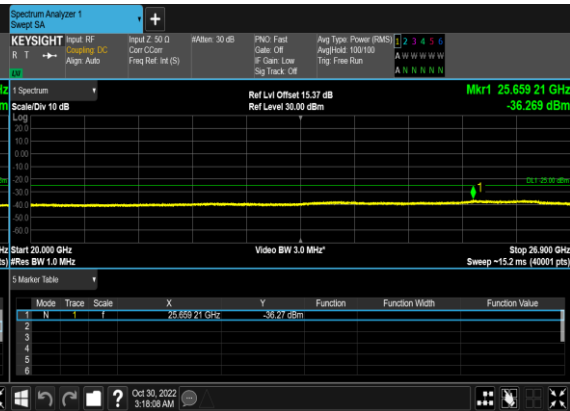 Spectrum Analyzer 1
Swept SA
+
KEYSIGHT
R T
Input: RF
Coupling: DC
Align: Auto
Input Z: 50 Ω
Corr CCorr
Freq Ref: Int (S)
#Atten: 30 dB
PNO: Fast
Gate: Off
IF Gain: Low
Sig Track: Off
Avg Type: Power (RMS)
Avg|Hold: 100/100
Trig: Free Run
1 2 3 4 5 6
A W W W W W
A N N N N N
1 Spectrum
Scale/Div 10 dB
Ref Lvl Offset 15.37 dB
Ref Level 30.00 dBm
Mkr1 25.659 21 GHz
-36.269 dBm
Log
20.0
10.0
0.00
-10.0
-20.0
-30.0
-40.0
-50.0
-60.0
DL1 -25.00 dBm
1
Start 20.000 GHz
#Res BW 1.0 MHz
Video BW 3.0 MHz*
Stop 26.900 GHz
Sweep ~15.2 ms (40001 pts)
5 Marker Table
Mode Trace Scale X Y Function Function Width Function Value
1 N 1 f 25.659 21 GHz -36.27 dBm
2
3
4
5
6
?
Oct 30, 2022
3:18:08 AM